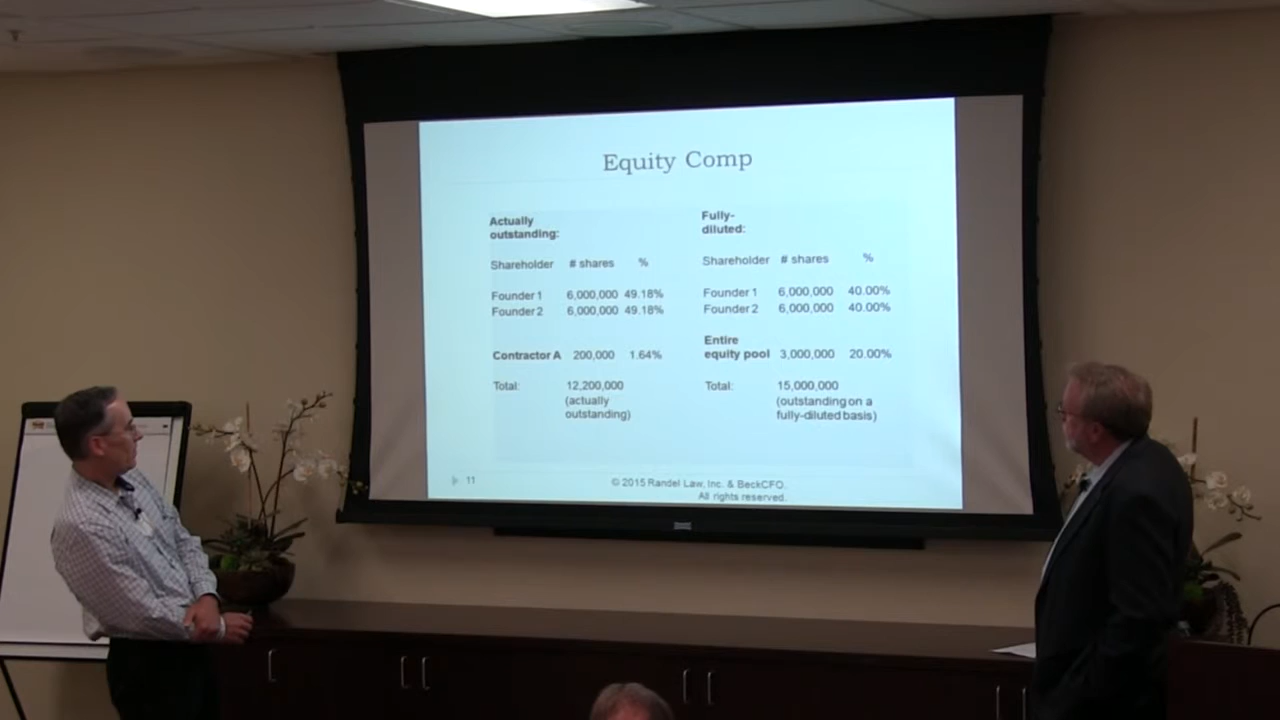 Equity Comp
Actually
outstanding:
Shareholder # shares %
Founder 1 6,000,000 49.18%
Founder 2 6,000,000 49.18%
Contractor A 200,000 1.64%
Total: 12,200,000
(actually
outstanding)
Fully-
diluted:
Shareholder # shares %
Founder 1 6,000,000 40.00%
Founder 2 6,000,000 40.00%
Entire
equity pool 3,000,000 20.00%
Total: 15,000,000
(outstanding on a
fully-diluted basis)
11
© 2015 Randel Law, Inc. & BeckCFO.
All rights reserved.